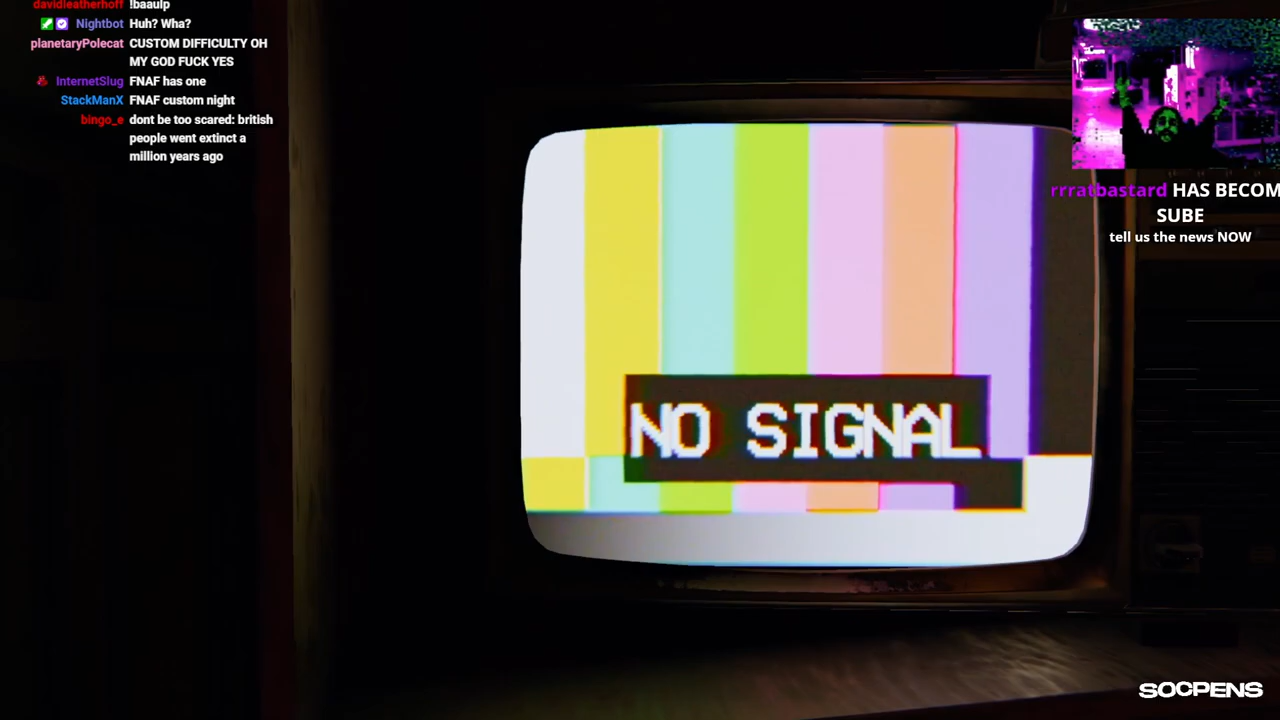 davidleatherhoff !baaulp
Nightbot Huh? Wha?
planetaryPolecat CUSTOM DIFFICULTY OH
MY GOD FUCK YES
InternetSlug FNAF has one
StackManX FNAF custom night
bingo_e dont be too scared: british
people went extinct a
million years ago
rrratbastard HAS BECOM
SUBE
tell us the news NOW
NO SIGNAL
SOCPENS